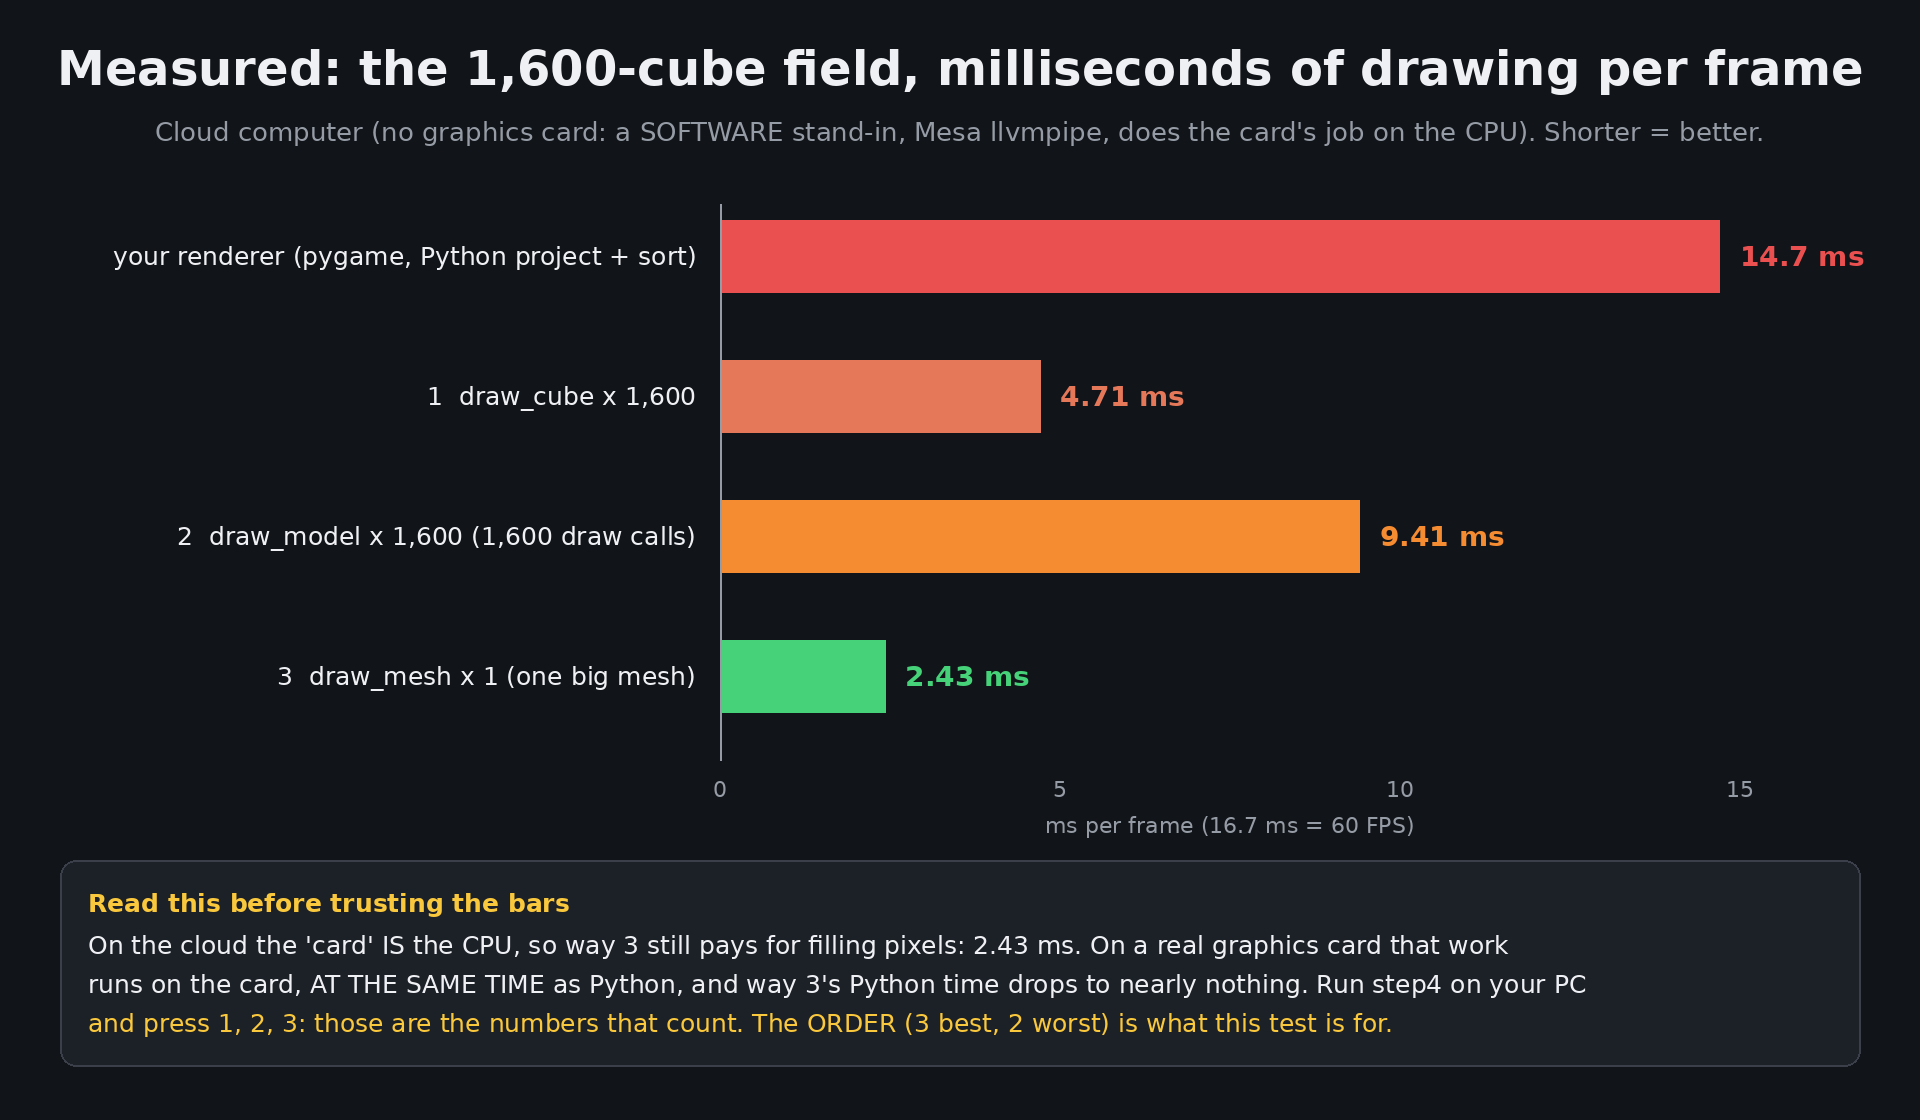 Measured: the 1,600-cube field, milliseconds of drawing per frame
Cloud computer (no graphics card: a SOFTWARE stand-in, Mesa llvmpipe, does the card's job on the CPU). Shorter = better.
your renderer (pygame, Python project + sort)
14.7 ms
1 draw_cube x 1,600
4.71 ms
2 draw_model x 1,600 (1,600 draw calls)
9.41 ms
3 draw_mesh x 1 (one big mesh)
2.43 ms
0 5 10 15
ms per frame (16.7 ms = 60 FPS)
Read this before trusting the bars
On the cloud the 'card' IS the CPU, so way 3 still pays for filling pixels: 2.43 ms. On a real graphics card that work
runs on the card, AT THE SAME TIME as Python, and way 3's Python time drops to nearly nothing. Run step4 on your PC
and press 1, 2, 3: those are the numbers that count. The ORDER (3 best, 2 worst) is what this test is for.